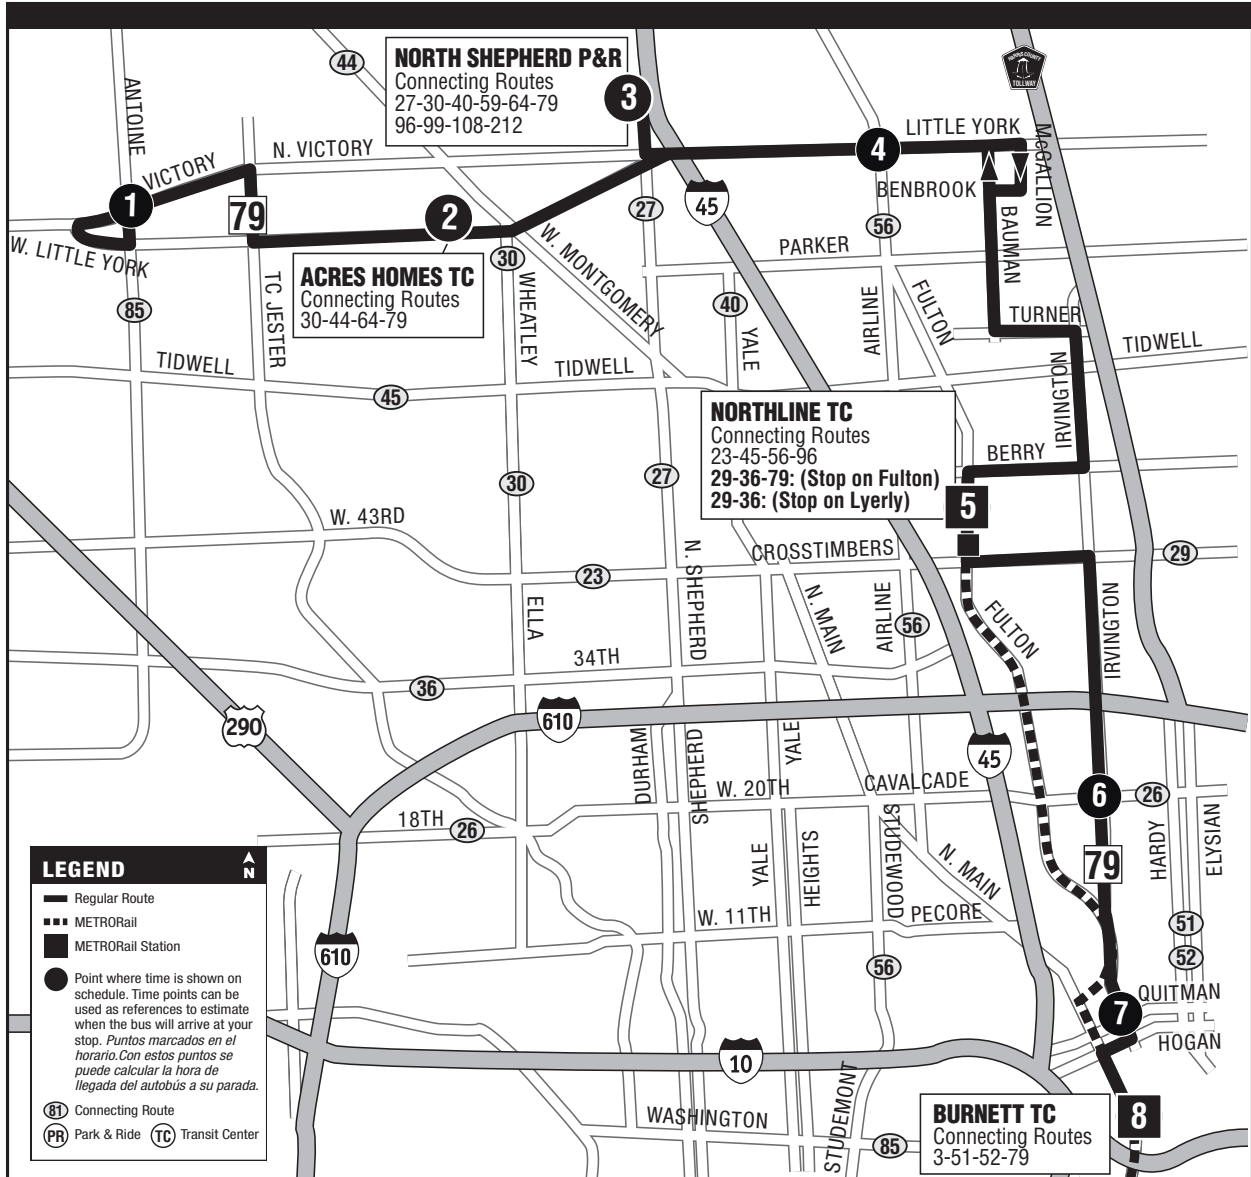 44
NORTH SHEPHERD P&R
Connecting Routes
27-30-40-59-64-79
96-99-108-212
3
HARRIS COUNTY
TOLLWAY
ANTOINE
VICTORY
N. VICTORY
LITTLE YORK
McGALLION
4
1
79
2
27
45
56
BENBROOK
BAUMAN
W. LITTLE YORK
ACRES HOMES TC
Connecting Routes
30-44-64-79
30
W. MONTGOMERY
PARKER
85
TC JESTER
WHEATLEY
40
YALE
AIRLINE
FULTON
TURNER
TIDWELL
TIDWELL
TIDWELL
45
IRVINGTON
NORTHLINE TC
Connecting Routes
23-45-56-96
29-36-79: (Stop on Fulton)
29-36: (Stop on Lyerly)
BERRY
30
27
5
W. 43RD
CROSSTIMBERS
29
23
N. SHEPHERD
ELLA
N. MAIN
AIRLINE
56
FULTON
IRVINGTON
34TH
36
290
610
45
DURHAM
SHEPHERD
YALE
W. 20TH
CAVALCADE
6
26
18TH
26
HARDY
ELYSIAN
YALE
HEIGHTS
STUDEWOOD
N. MAIN
79
W. 11TH
PECORE
51
52
56
610
QUITMAN
7
HOGAN
10
WASHINGTON
STUDEMONT
85
BURNETT TC
Connecting Routes
3-51-52-79
8
LEGEND
N
Regular Route
METRORail
METRORail Station
Point where time is shown on
schedule. Time points can be
used as references to estimate
when the bus will arrive at your
stop. Puntos marcados en el
horario.Con estos puntos se
puede calcular la hora de
llegada del autobús a su parada.
81 Connecting Route
PR Park & Ride TC Transit Center